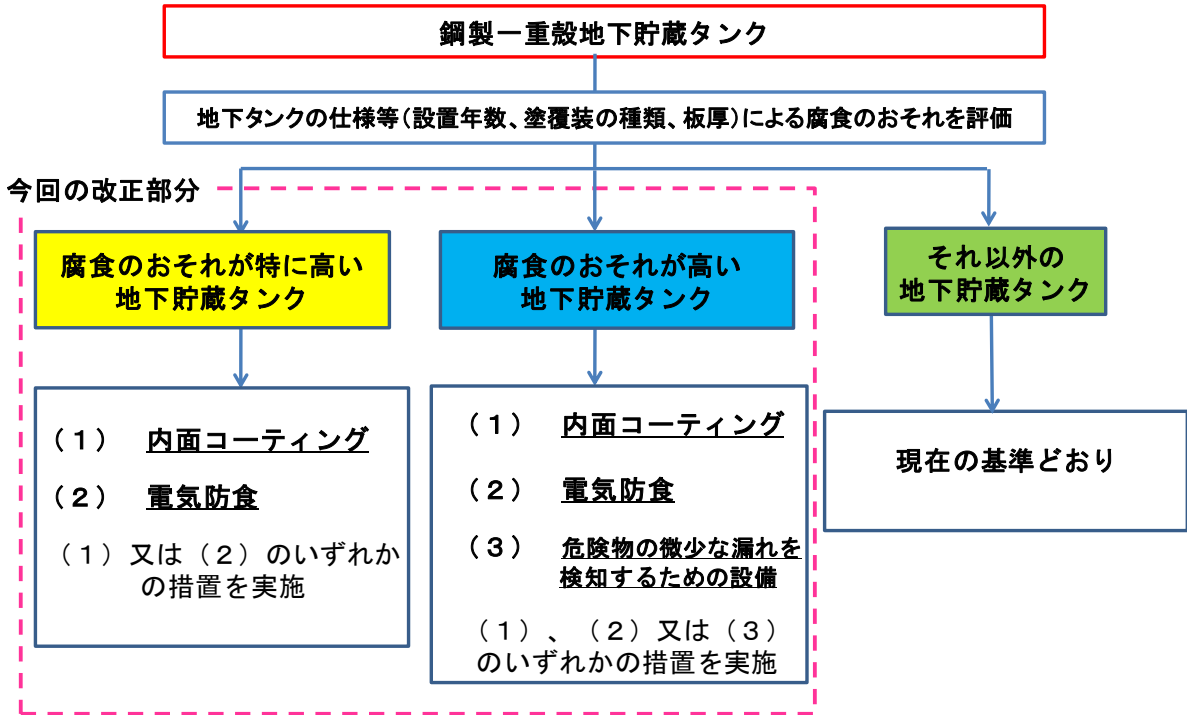 鋼製一重殻地下貯蔵タンク
地下タンクの仕様等(設置年数、塗覆装の種類、板厚)による腐食のおそれを評価
今回の改正部分
腐食のおそれが特に高い
地下貯蔵タンク
(1) 内面コーティング
(2) 電気防食
(1)又は(2)のいずれか
の措置を実施
腐食のおそれが高い
地下貯蔵タンク
(1) 内面コーティング
(2) 電気防食
(3) 危険物の微少な漏れを
検知するための設備
(1)、(2)又は(3)
のいずれかの措置を実施
それ以外の
地下貯蔵タンク
現在の基準どおり